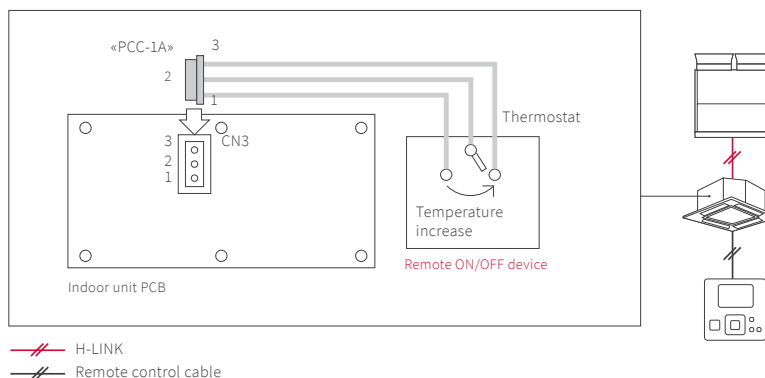 «PCC-1A»
3
2
1
Thermostat
3
2
1
CN3
Temperature
increase
Remote ON/OFF device
Indoor unit PCB
H-LINK
Remote control cable